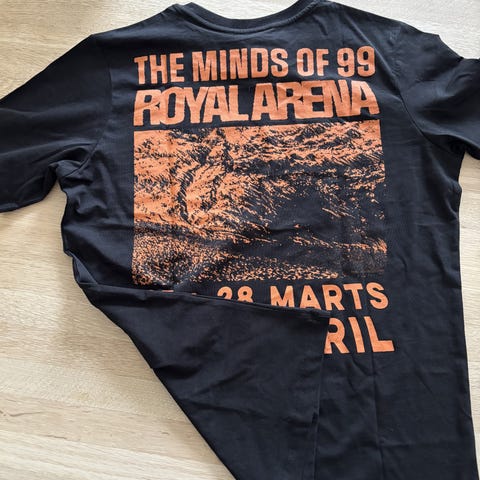 THE MINDS OF 99
ROYAL ARENA
28 MARTS
RIL